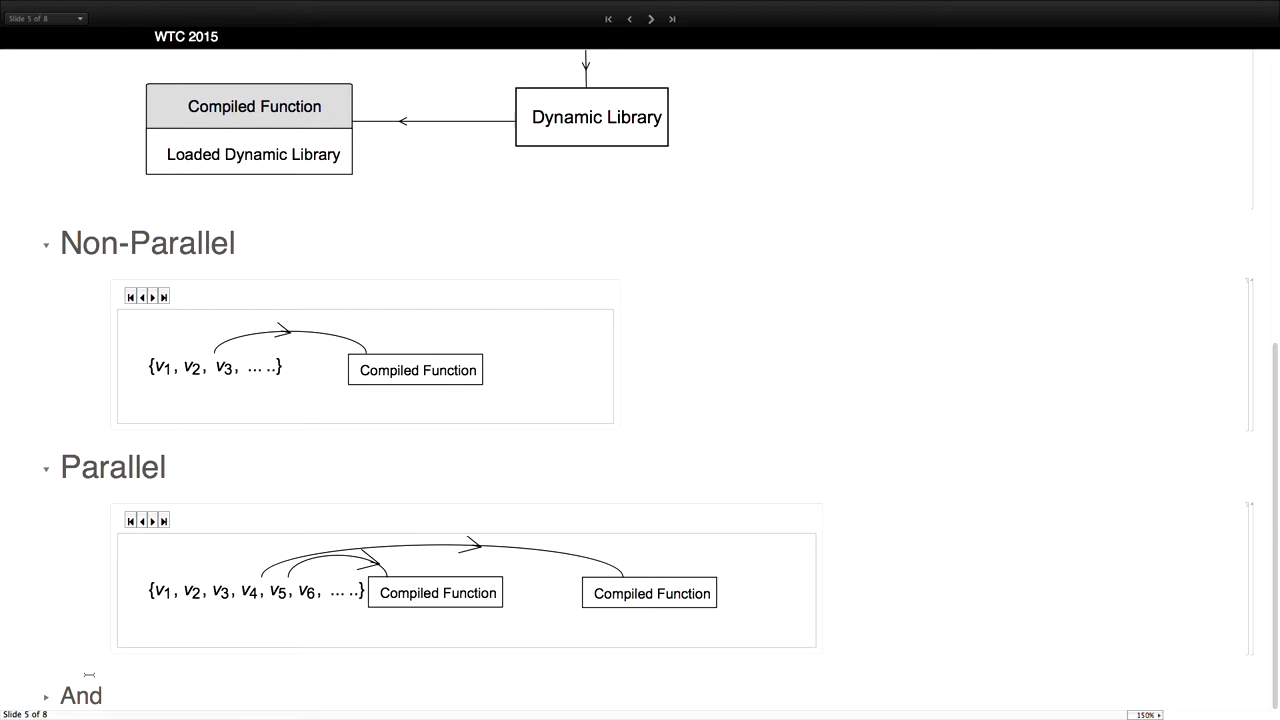 Slide 5 of 8
WTC 2015
Compiled Function
Dynamic Library
Loaded Dynamic Library
Non-Parallel
{v1, v2, v3, ... ..}
Compiled Function
Parallel
{v1, v2, v3, v4, v5, v6, ... ..}
Compiled Function
Compiled Function
And
Slide 5 of 8
150%